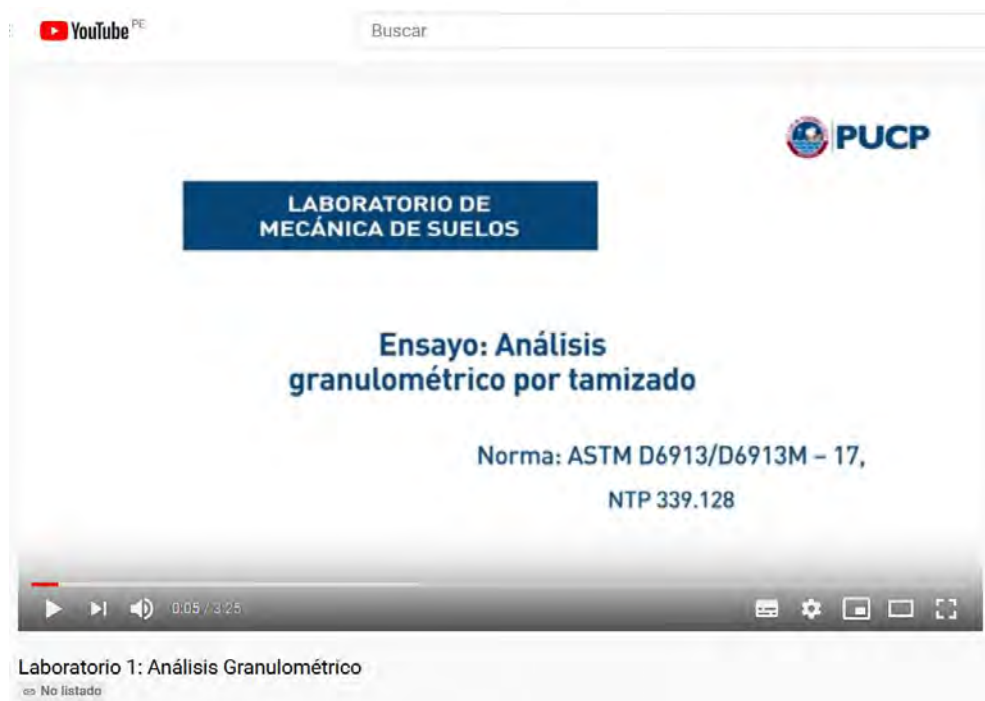 YouTube PE
Buscar
PUCP
LABORATORIO DE
MECÁNICA DE SUELOS
Ensayo: Análisis
granulométrico por tamizado
Norma: ASTM D6913/D6913M – 17,
NTP 339.128
0:05 / 3:25
Laboratorio 1: Análisis Granulométrico
No listado